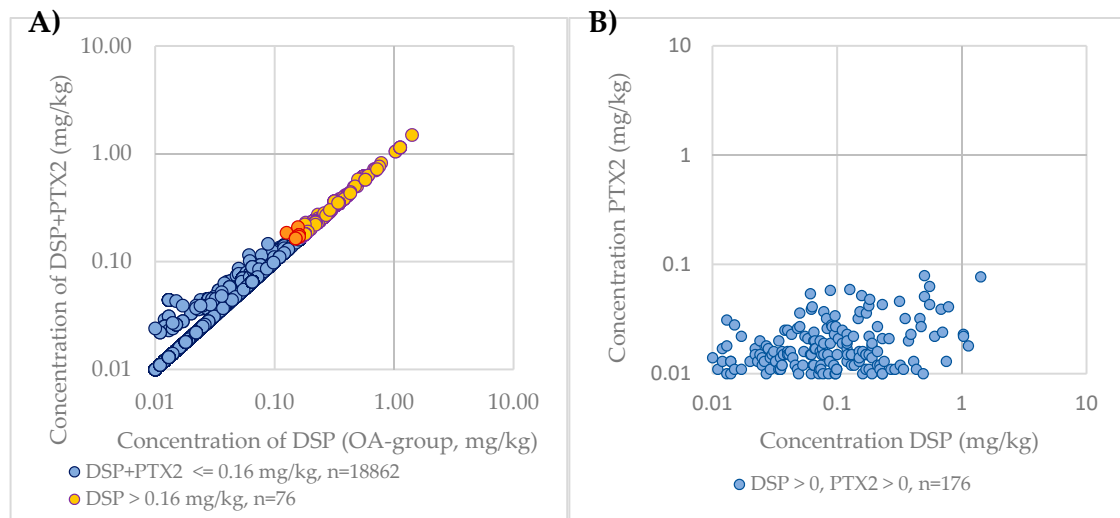 A)
10.00
1.00
0.10
0.01
0.01 0.10 1.00 10.00
Concentration of DSP+PTX2 (mg/kg)
Concentration of DSP (OA-group, mg/kg)
DSP+PTX2 <= 0.16 mg/kg, n=18862
DSP > 0.16 mg/kg, n=76
B)
10
1
0.1
0.01
0.01 0.1 1 10
Concentration PTX2 (mg/kg)
Concentration DSP (mg/kg)
DSP > 0, PTX2 > 0, n=176